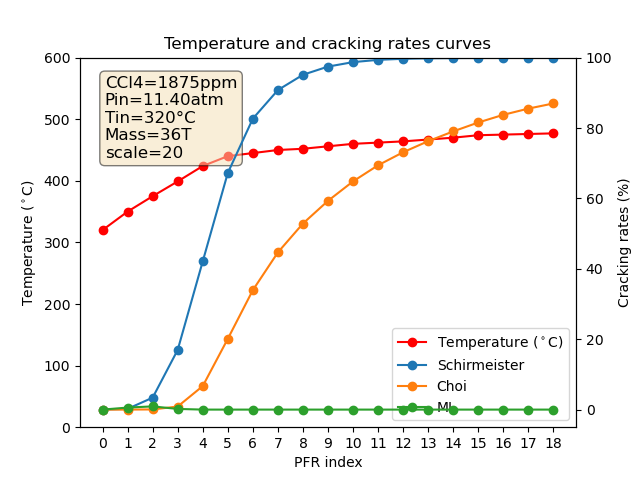 Temperature and cracking rates curves
CCl4=1875ppm
Pin=11.40atm
Tin=320°C
Mass=36T
scale=20
Temperature (°C)
600
500
400
300
200
100
0
Cracking rates (%)
100
80
60
40
20
0
Temperature (°C)
Schirmeister
Choi
ML
0 1 2 3 4 5 6 7 8 9 10 11 12 13 14 15 16 17 18
PFR index